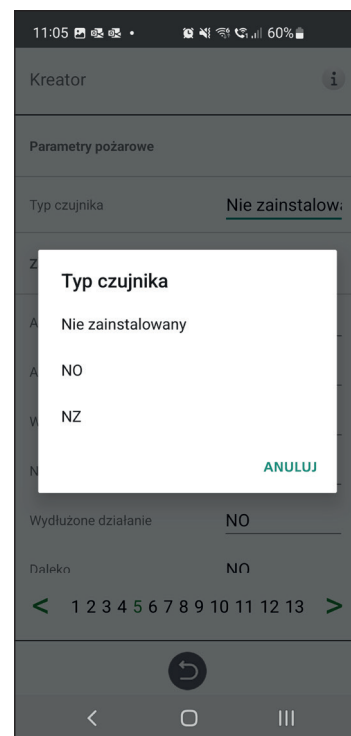 11:05 60%
Kreator i
Parametry pożarowe
Typ czujnika Nie zainstalowa
Z
Typ czujnika
A
Nie zainstalowany
A
NO
W
NZ
N
ANULUJ
Wydłużone działanie NO
Daleko NO
< 1 2 3 4 5 6 7 8 9 10 11 12 13 >